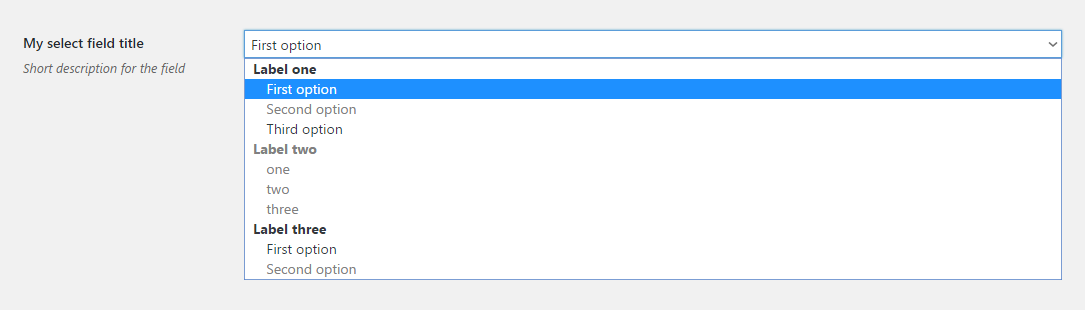 My select field title
Short description for the field
First option
Label one
First option
Second option
Third option
Label two
one
two
three
Label three
First option
Second option